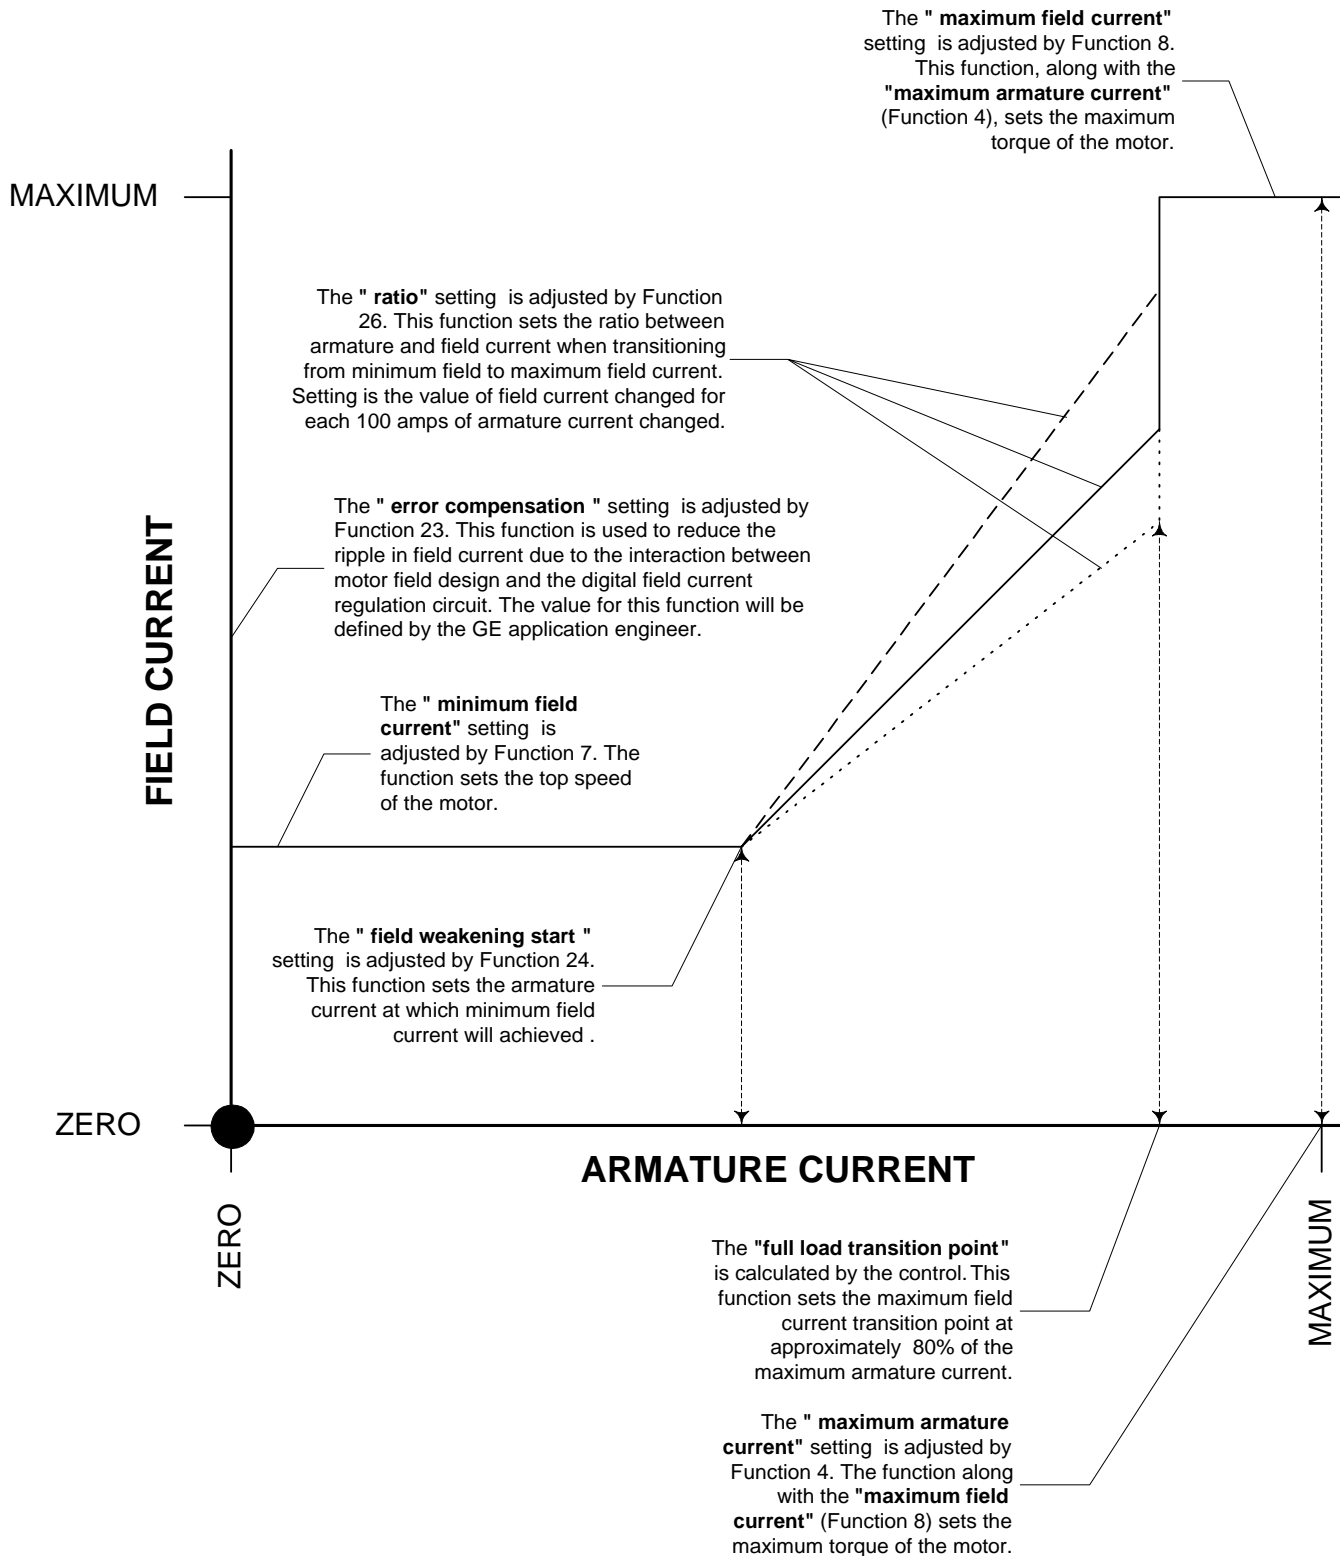 The " maximum field current"
setting is adjusted by Function 8.
This function, along with the
"maximum armature current"
(Function 4), sets the maximum
torque of the motor.
MAXIMUM
The " ratio" setting is adjusted by Function
26. This function sets the ratio between
armature and field current when transitioning
from minimum field to maximum field current.
Setting is the value of field current changed for
each 100 amps of armature current changed.
The " error compensation " setting is adjusted by
Function 23. This function is used to reduce the
ripple in field current due to the interaction between
motor field design and the digital field current
regulation circuit. The value for this function will be
defined by the GE application engineer.
FIELD CURRENT
The " minimum field
current" setting is
adjusted by Function 7. The
function sets the top speed
of the motor.
The " field weakening start "
setting is adjusted by Function 24.
This function sets the armature
current at which minimum field
current will achieved .
ZERO
ARMATURE CURRENT
ZERO
MAXIMUM
The "full load transition point"
is calculated by the control. This
function sets the maximum field
current transition point at
approximately 80% of the
maximum armature current.
The " maximum armature
current" setting is adjusted by
Function 4. The function along
with the "maximum field
current" (Function 8) sets the
maximum torque of the motor.